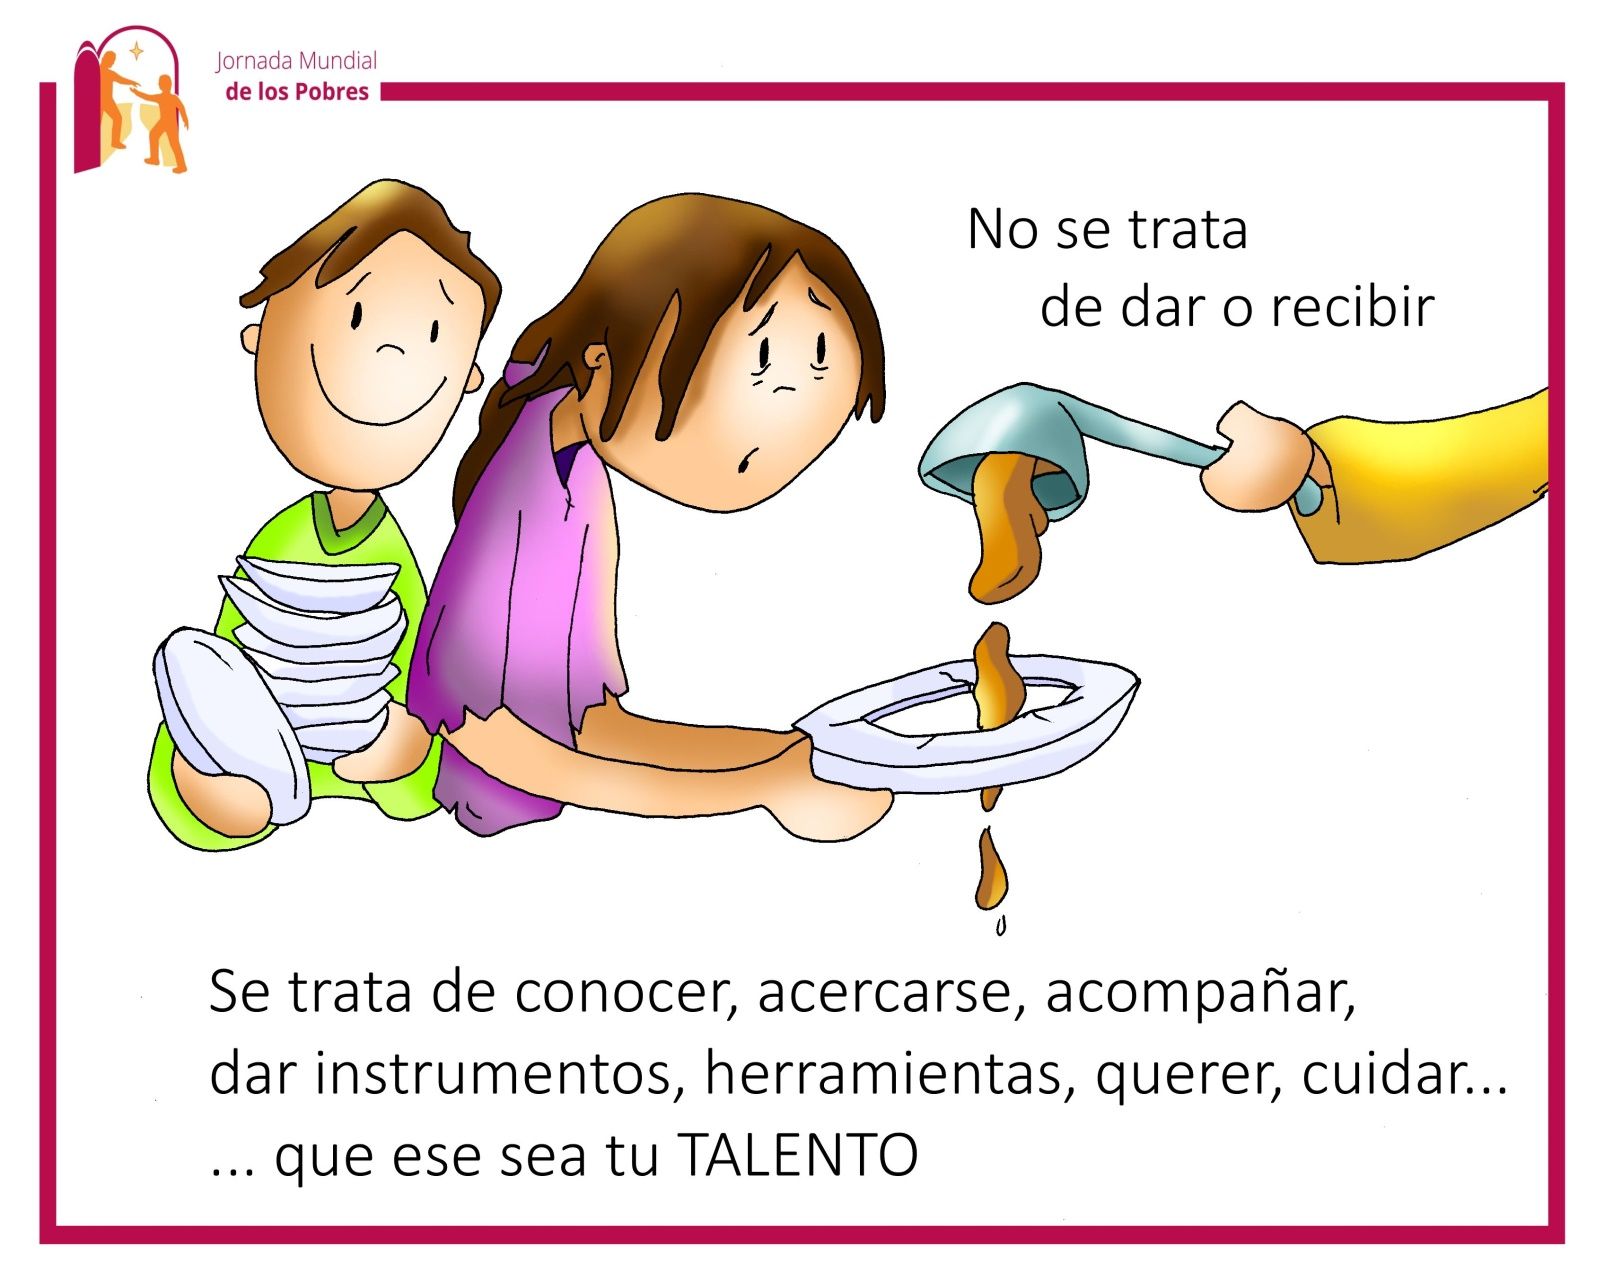 Jornada Mundial
de los Pobres
No se trata
de dar o recibir
Se trata de conocer, acercarse, acompañar,
dar instrumentos, herramientas, querer, cuidar...
... que ese sea tu TALENTO